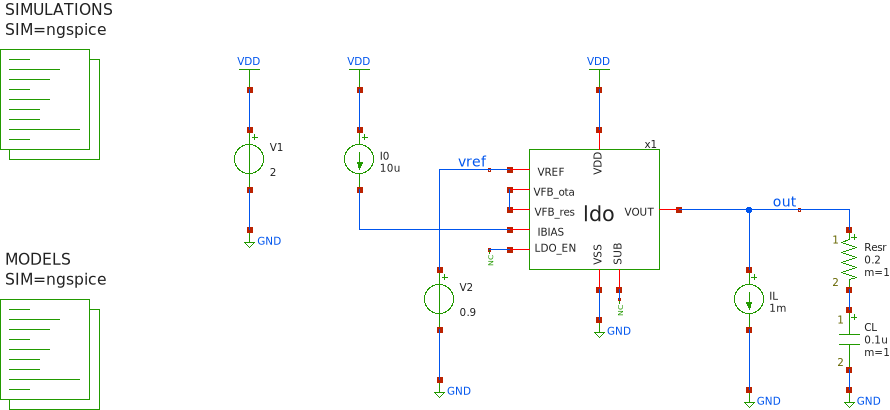 SIMULATIONS
SIM=ngspice
VDD
VDD
VDD
V1
2
GND
I0
10u
vref
x1
VREF
VFB_ota
VFB_res
IBIAS
LDO_EN
VDD
ldo
VOUT
VSS
SUB
NC
NC
GND
out
MODELS
SIM=ngspice
V2
0.9
GND
IL
1m
GND
1
Resr
0.2
m=1
2
1
CL
0.1u
m=1
2
GND